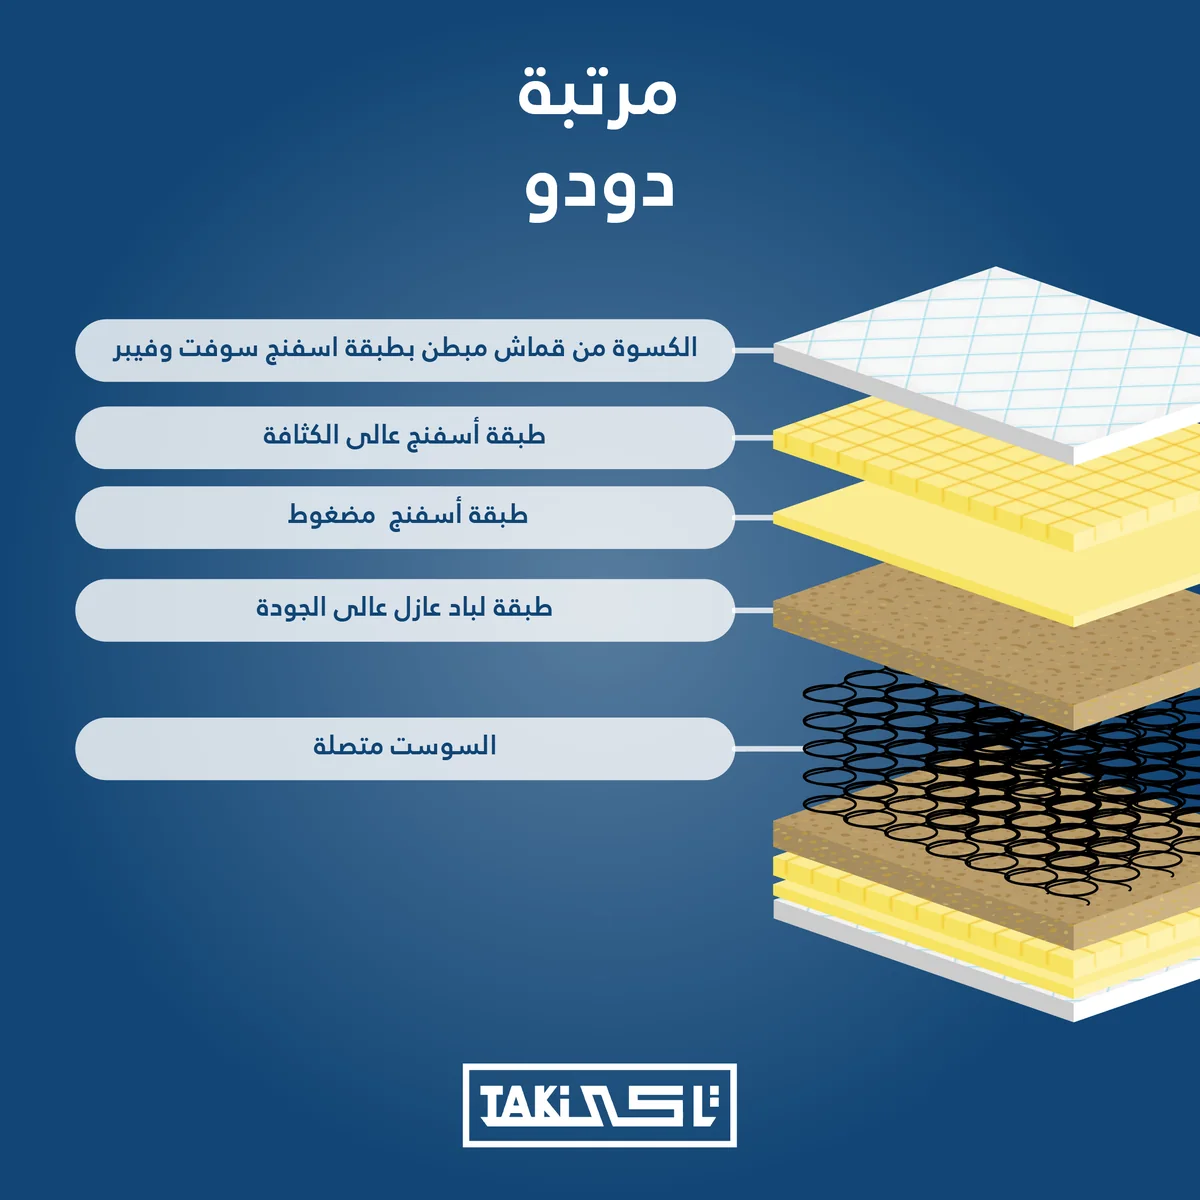 مرتبة
دودو
الكسوة من قماش مبطن بطبقة اسفنج سوفت وفيبر
طبقة أسفنج عالى الكثافة
طبقة أسفنج مضغوط
طبقة لباد عازل عالى الجودة
السوست متصلة
TAKi تاكى